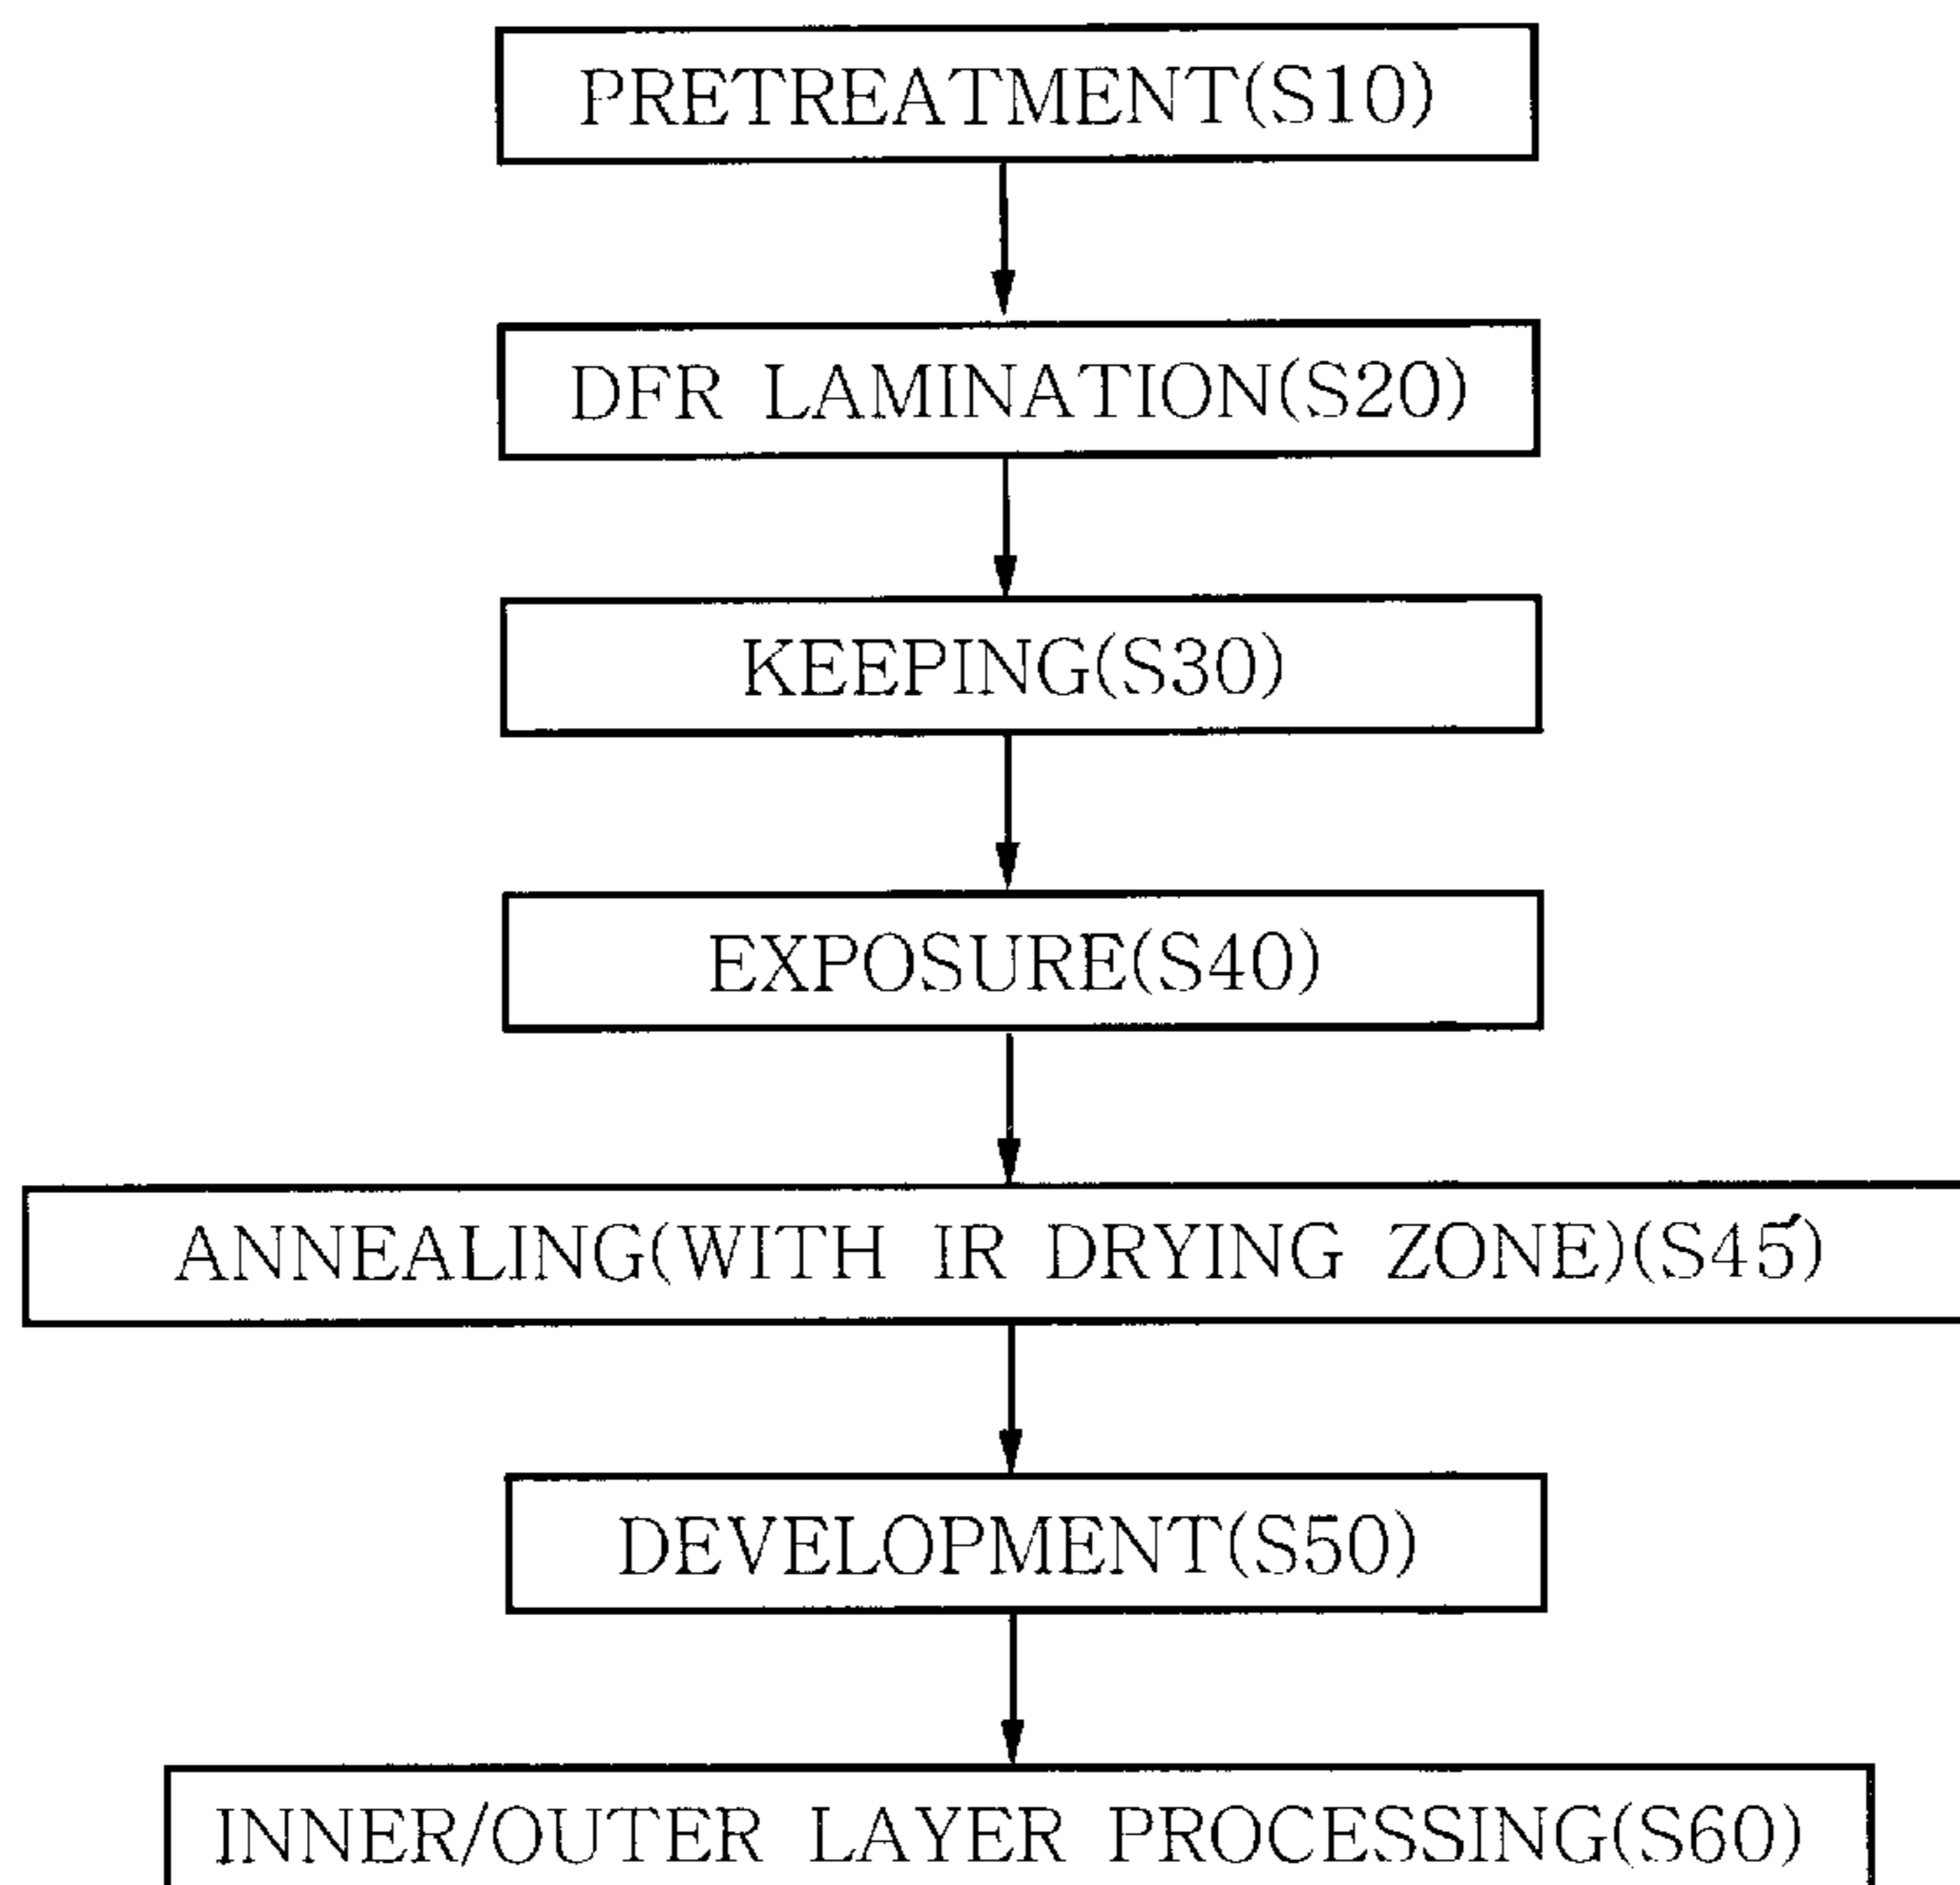 PRETREATMENT(S10)
DFR LAMINATION(S20)
KEEPING(S30)
EXPOSURE(S40)
ANNEALING(WITH IR DRYING ZONE)(S45)
DEVELOPMENT(S50)
INNER/OUTER LAYER PROCESSING(S60)